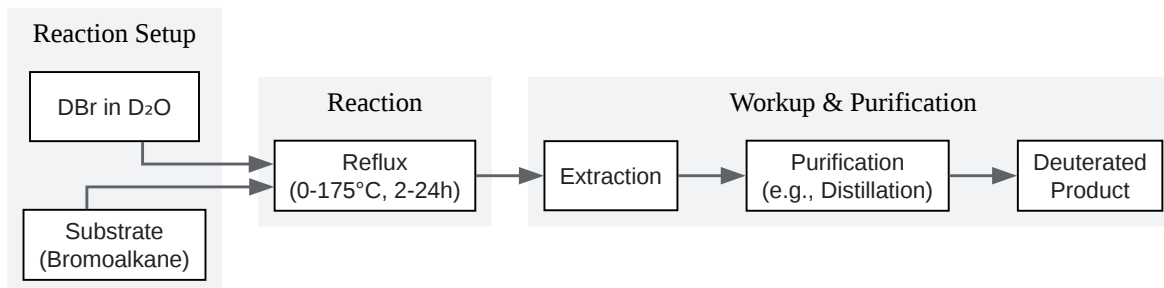 Reaction Setup
DBr in D₂O
Substrate
(Bromoalkane)
Reaction
Reflux
(0-175°C, 2-24h)
Workup & Purification
Extraction
Purification
(e.g., Distillation)
Deuterated
Product